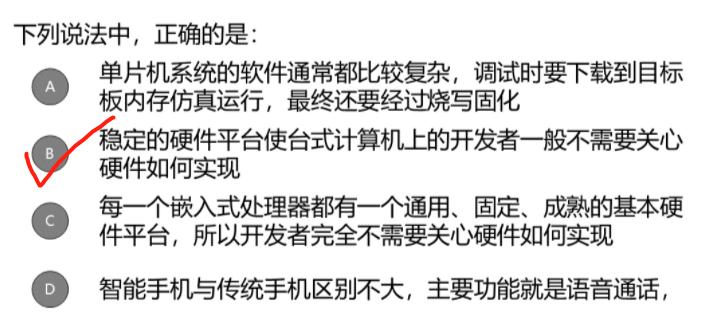 下列说法中，正确的是：
A 单片机系统的软件通常都比较复杂，调试时要下载到目标
板内存仿真运行，最终还要经过烧写固化
B 稳定的硬件平台使台式计算机上的开发者一般不需要关心
硬件如何实现
C 每一个嵌入式处理器都有一个通用、固定、成熟的基本硬
件平台，所以开发者完全不需要关心硬件如何实现
D 智能手机与传统手机区别不大，主要功能就是语音通话，